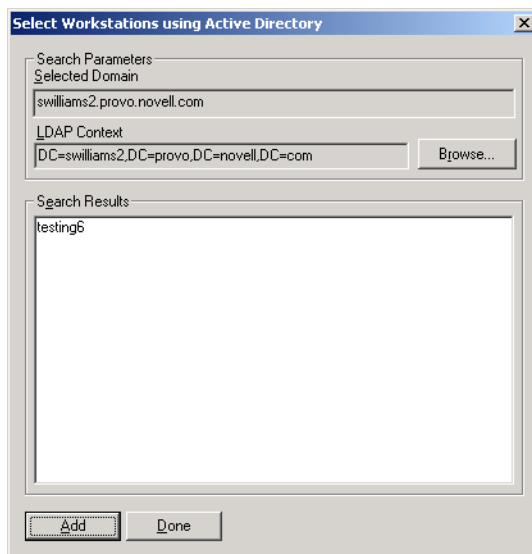 Select Workstations using Active Directory
Search Parameters
Selected Domain
swilliams2.provo.novell.com
LDAP Context
DC=swilliams2,DC=provo,DC=novell,DC=com
Browse...
Search Results
testing6
Add
Done